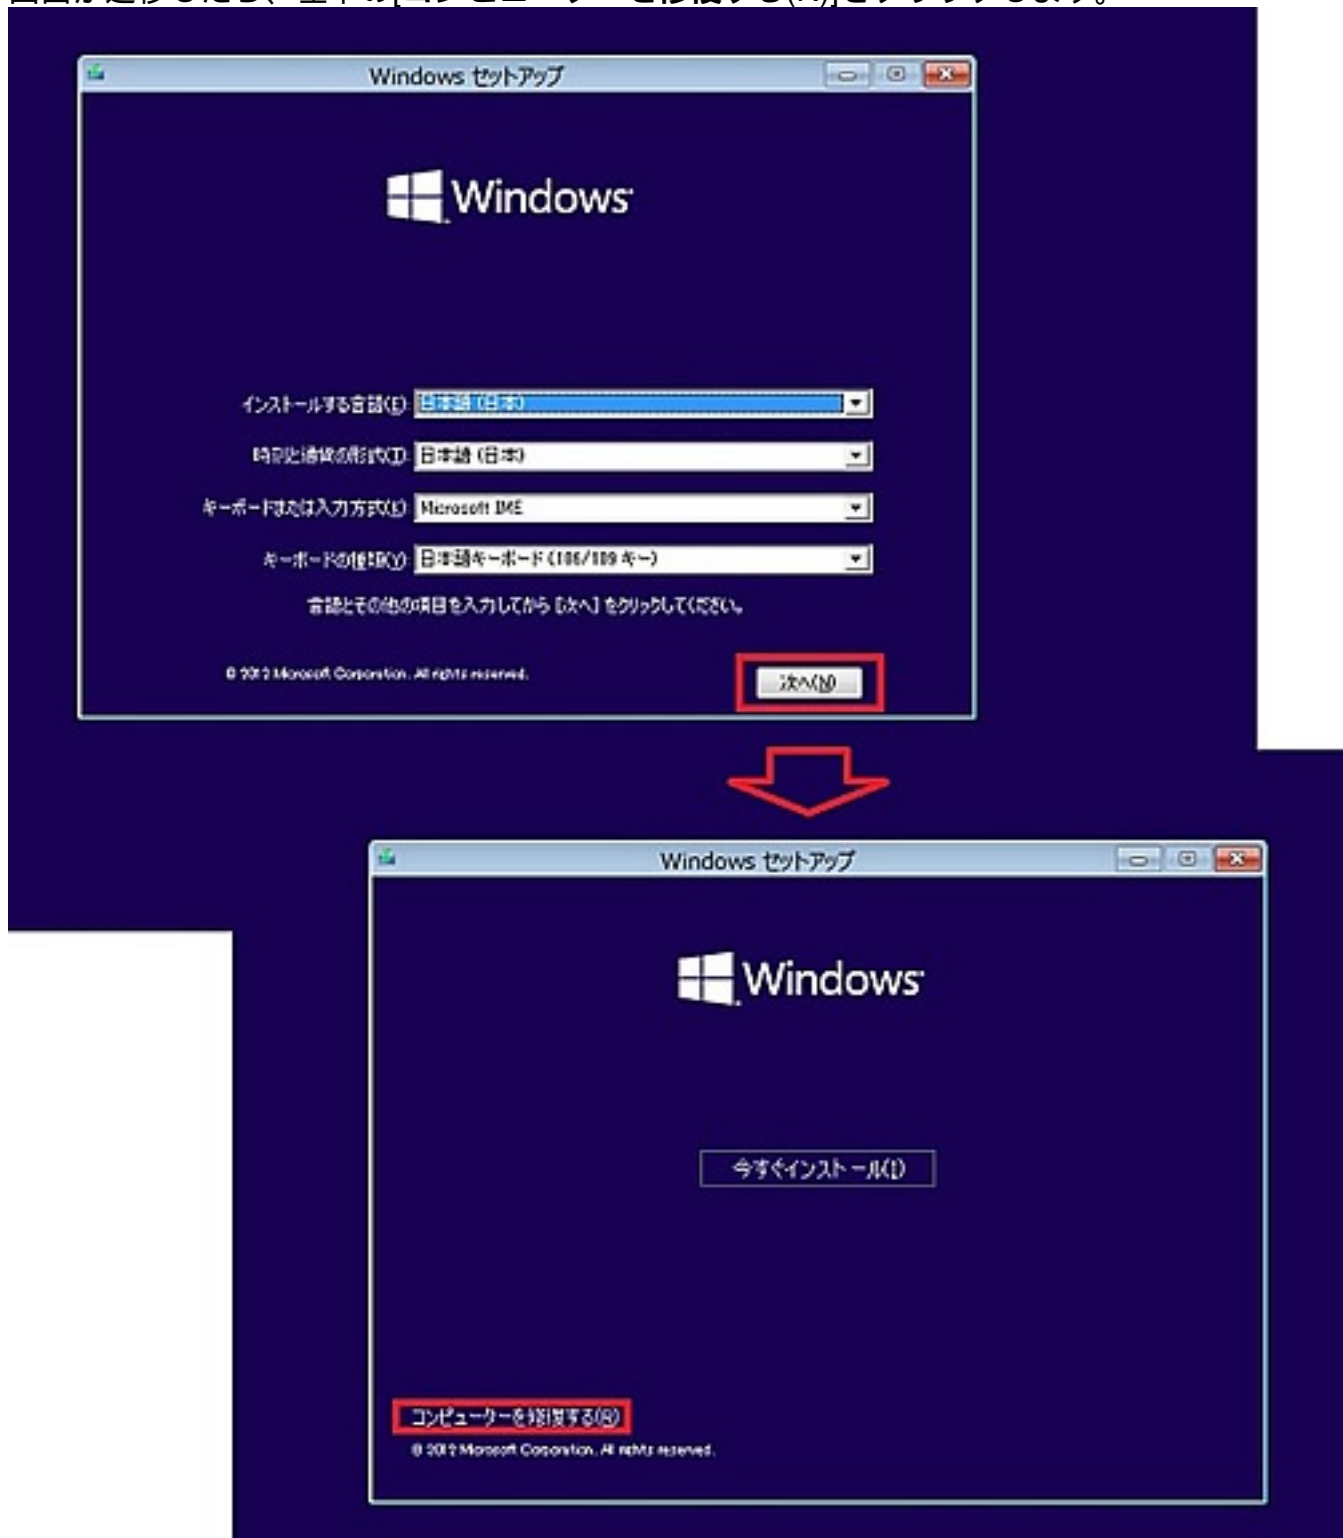 Windows セットアップ
Windows
インストールする言語(E): 日本語 (日本)
時刻と通貨の形式(T): 日本語 (日本)
キーボードまたは入力方式(K): Microsoft IME
キーボードの種類(Y): 日本語キーボード (106/109 キー)
言語とその他の項目を入力してから [次へ] をクリックしてください。
© 2012 Microsoft Corporation. All rights reserved.
次へ(N)
Windows セットアップ
Windows
今すぐインストール(I)
コンピューターを修復する(R)
© 2012 Microsoft Corporation. All rights reserved.